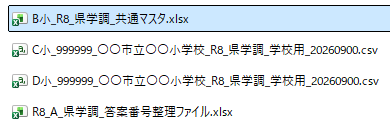 B小_R8_県学調_共通マスタ.xlsx
C小_999999_〇〇市立〇〇小学校_R8_県学調_学校用_20260900.csv
D小_999999_〇〇市立〇〇小学校_R8_県学調_学校用_20260900.csv
R8_A_県学調_答案番号整理ファイル.xlsx